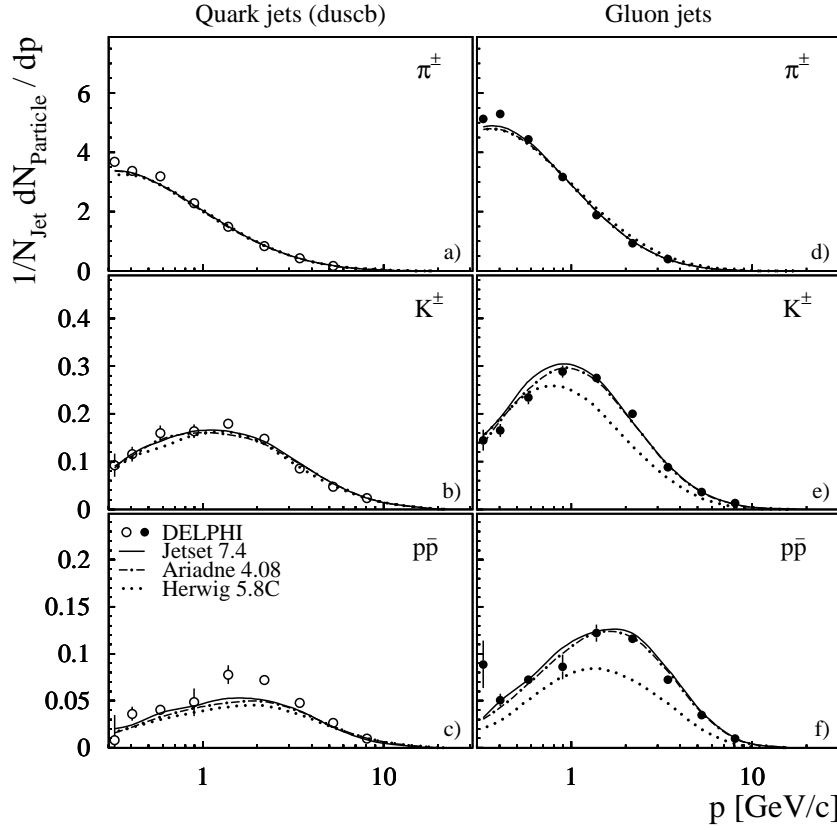 Quark jets (duscb)
Gluon jets
1/N_Jet dN_Particle / dp
π±
6
4
2
0
a)
π±
d)
K±
0.4
0.3
0.2
0.1
0
b)
K±
e)
DELPHI
Jetset 7.4
Ariadne 4.08
Herwig 5.8C
pp̄
0.2
0.15
0.1
0.05
0
c)
pp̄
f)
1 10
1 10
p [GeV/c]